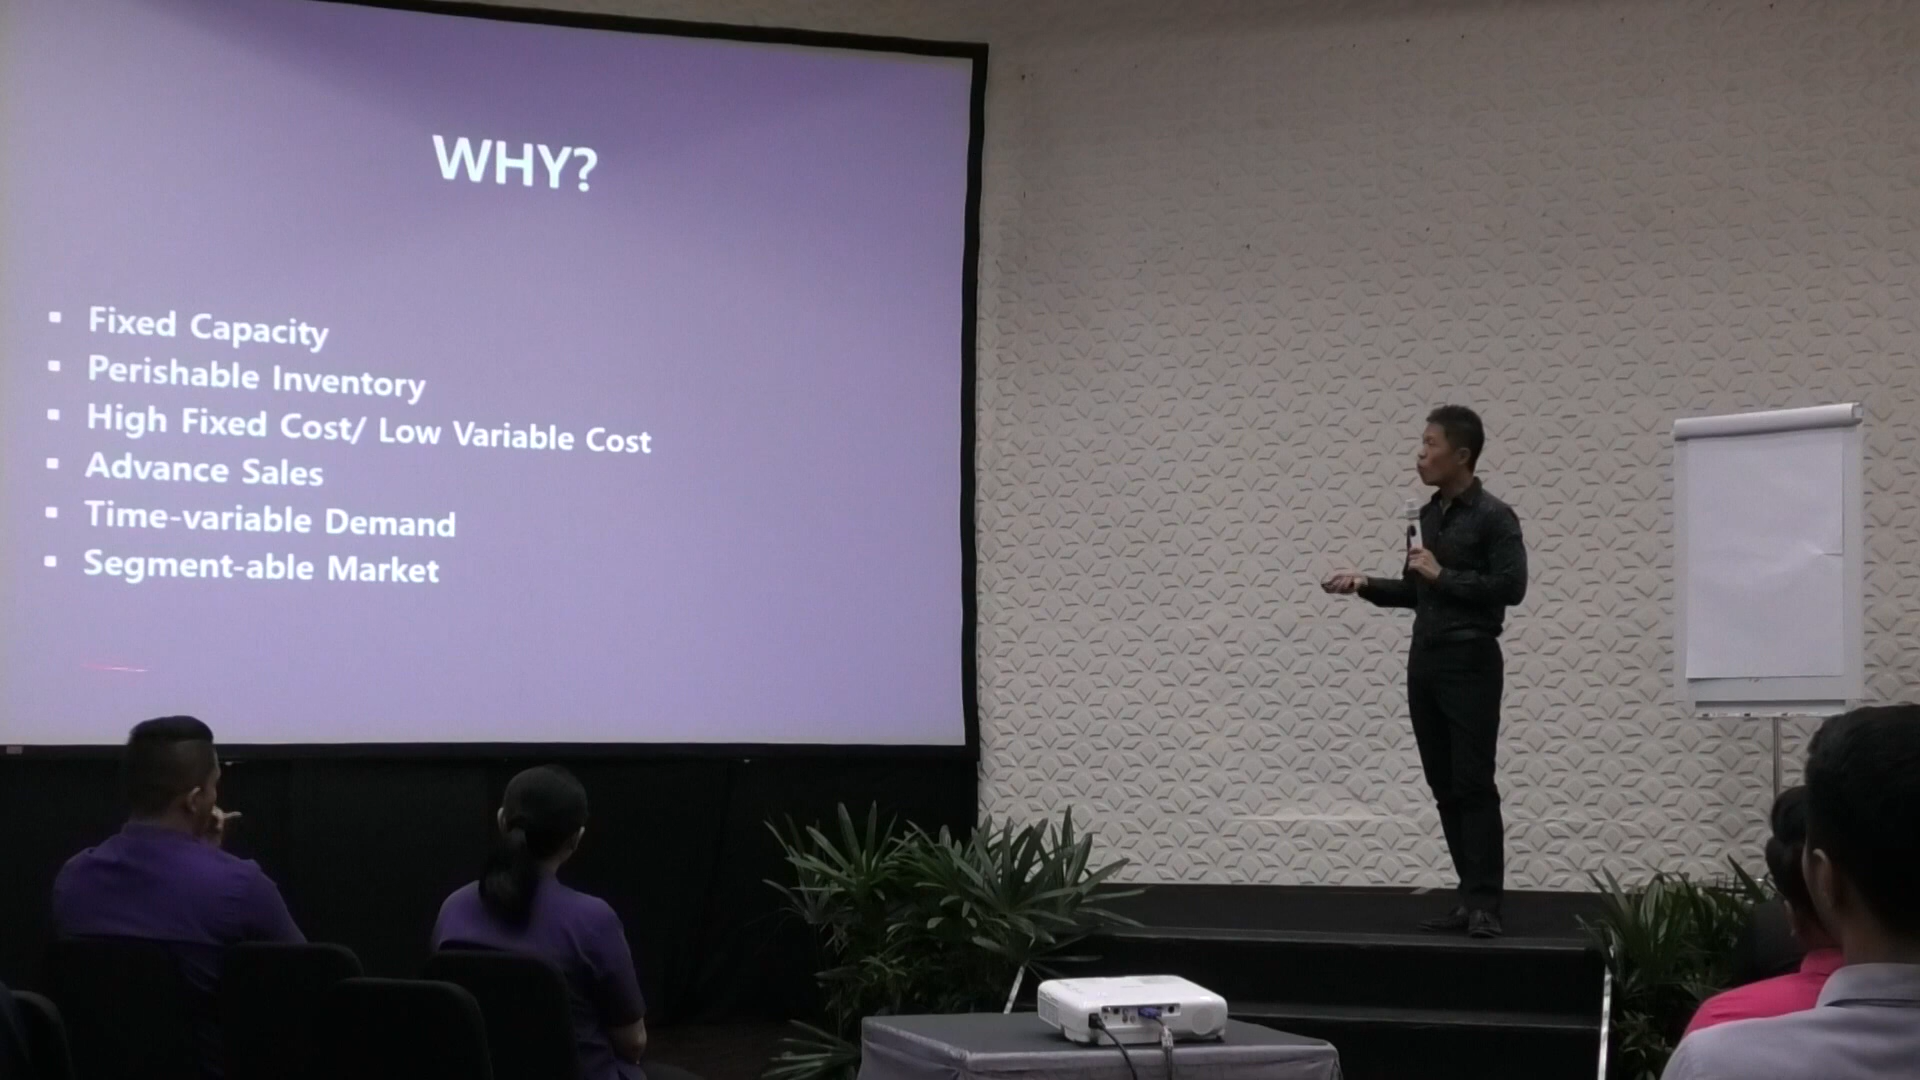 WHY?
▪ Fixed Capacity
▪ Perishable Inventory
▪ High Fixed Cost/ Low Variable Cost
▪ Advance Sales
▪ Time-variable Demand
▪ Segment-able Market